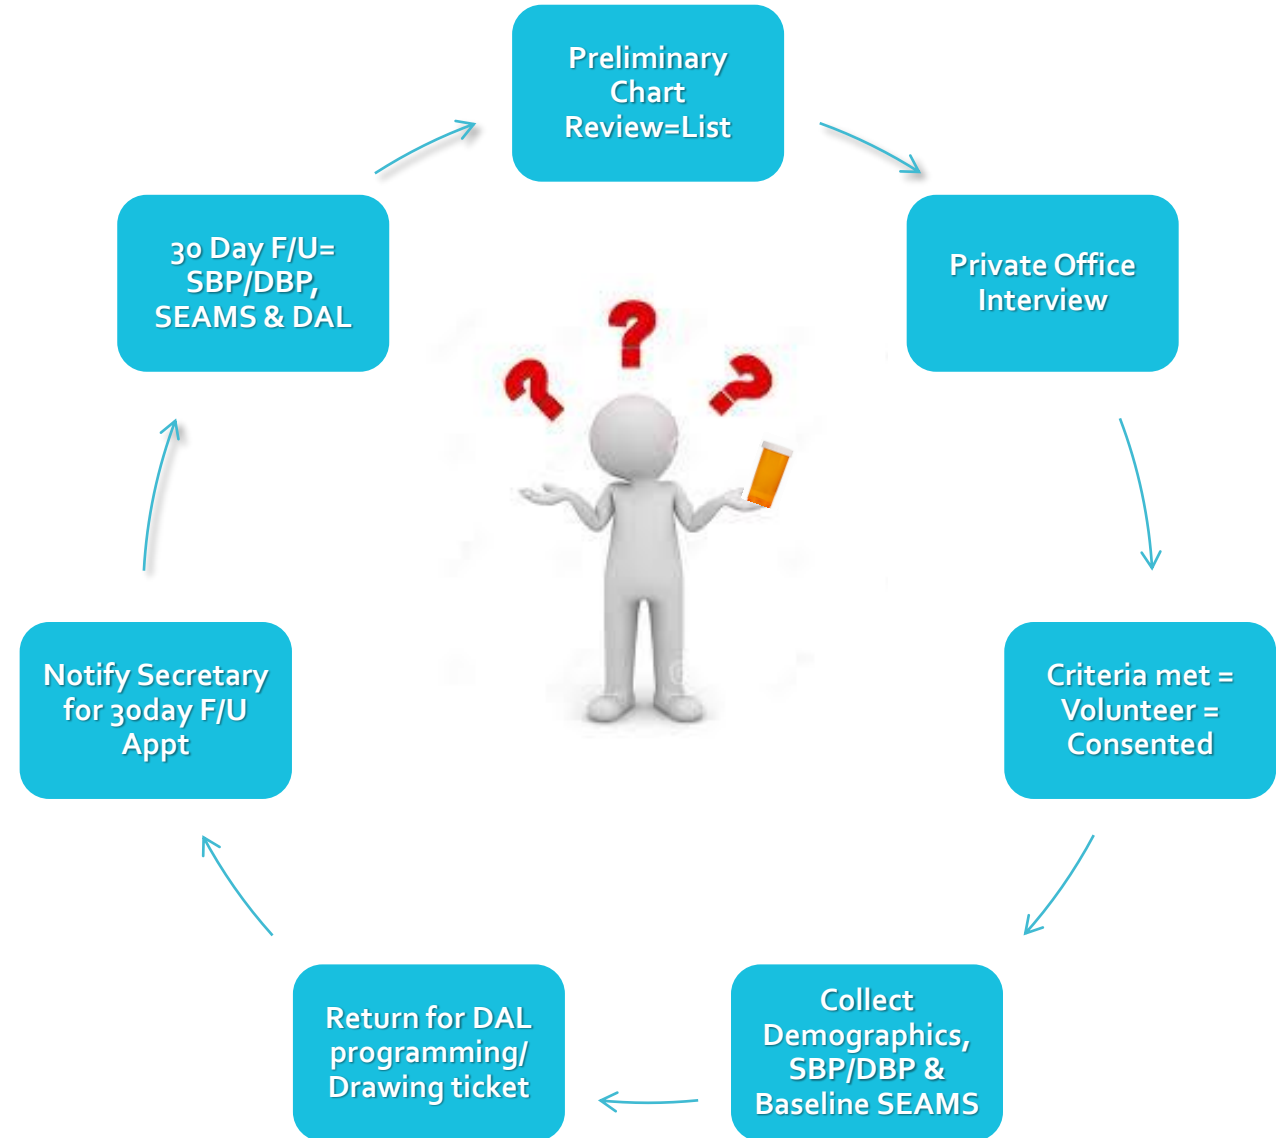 Preliminary
Chart
Review=List
Private Office
Interview
Criteria met =
Volunteer =
Consented
Collect
Demographics,
SBP/DBP &
Baseline SEAMS
Return for DAL
programming/
Drawing ticket
Notify Secretary
for 30day F/U
Appt
30 Day F/U=
SBP/DBP,
SEAMS & DAL
? ? ?